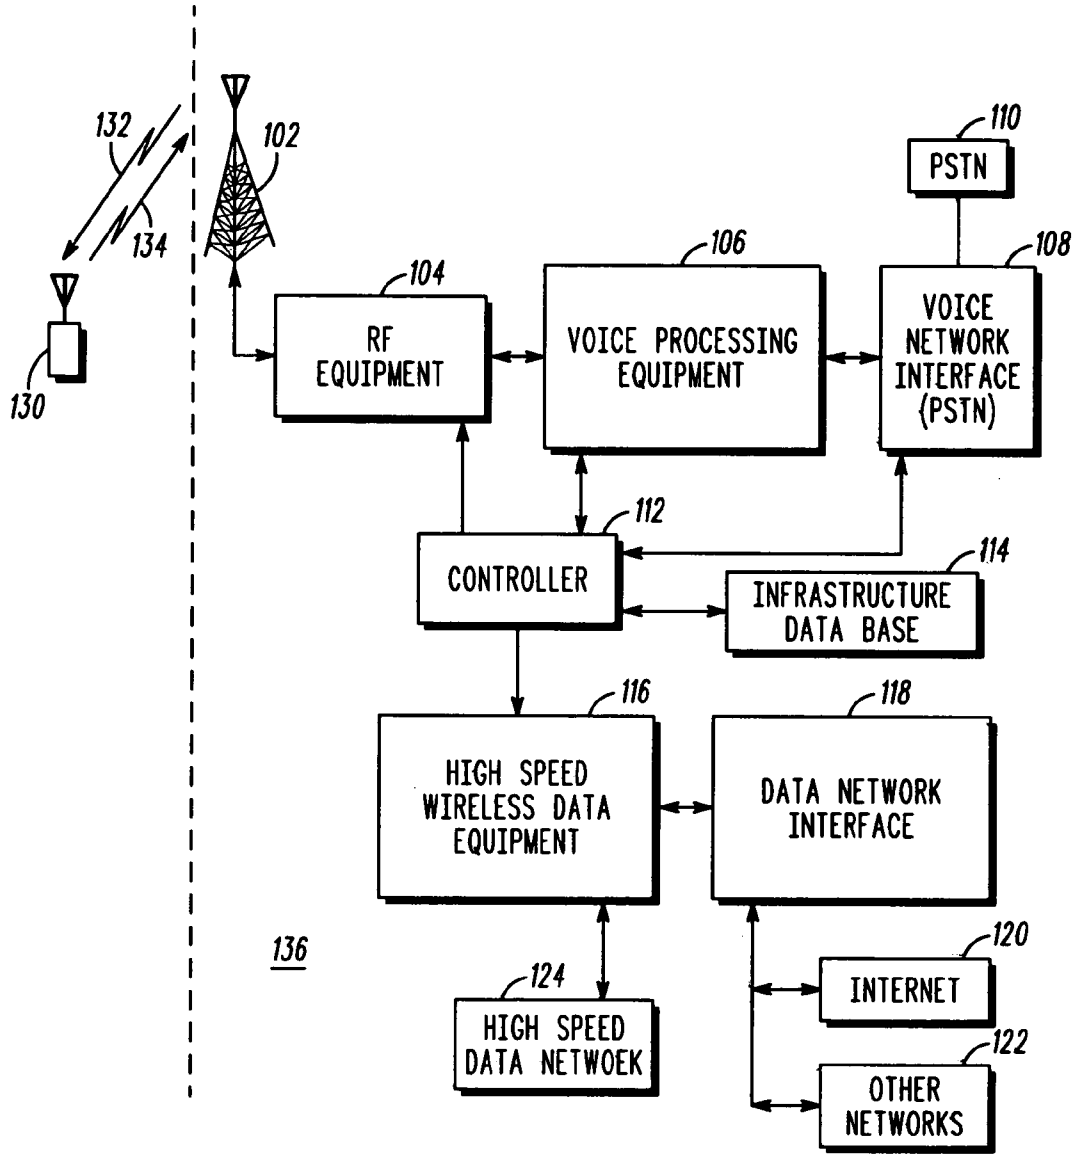 110
PSTN
132
102
134
130
104
RF
EQUIPMENT
106
VOICE PROCESSING
EQUIPMENT
108
VOICE
NETWORK
INTERFACE
(PSTN)
112
CONTROLLER
114
INFRASTRUCTURE
DATA BASE
116
HIGH SPEED
WIRELESS DATA
EQUIPMENT
118
DATA NETWORK
INTERFACE
136
124
HIGH SPEED
DATA NETWOEK
120
INTERNET
122
OTHER
NETWORKS